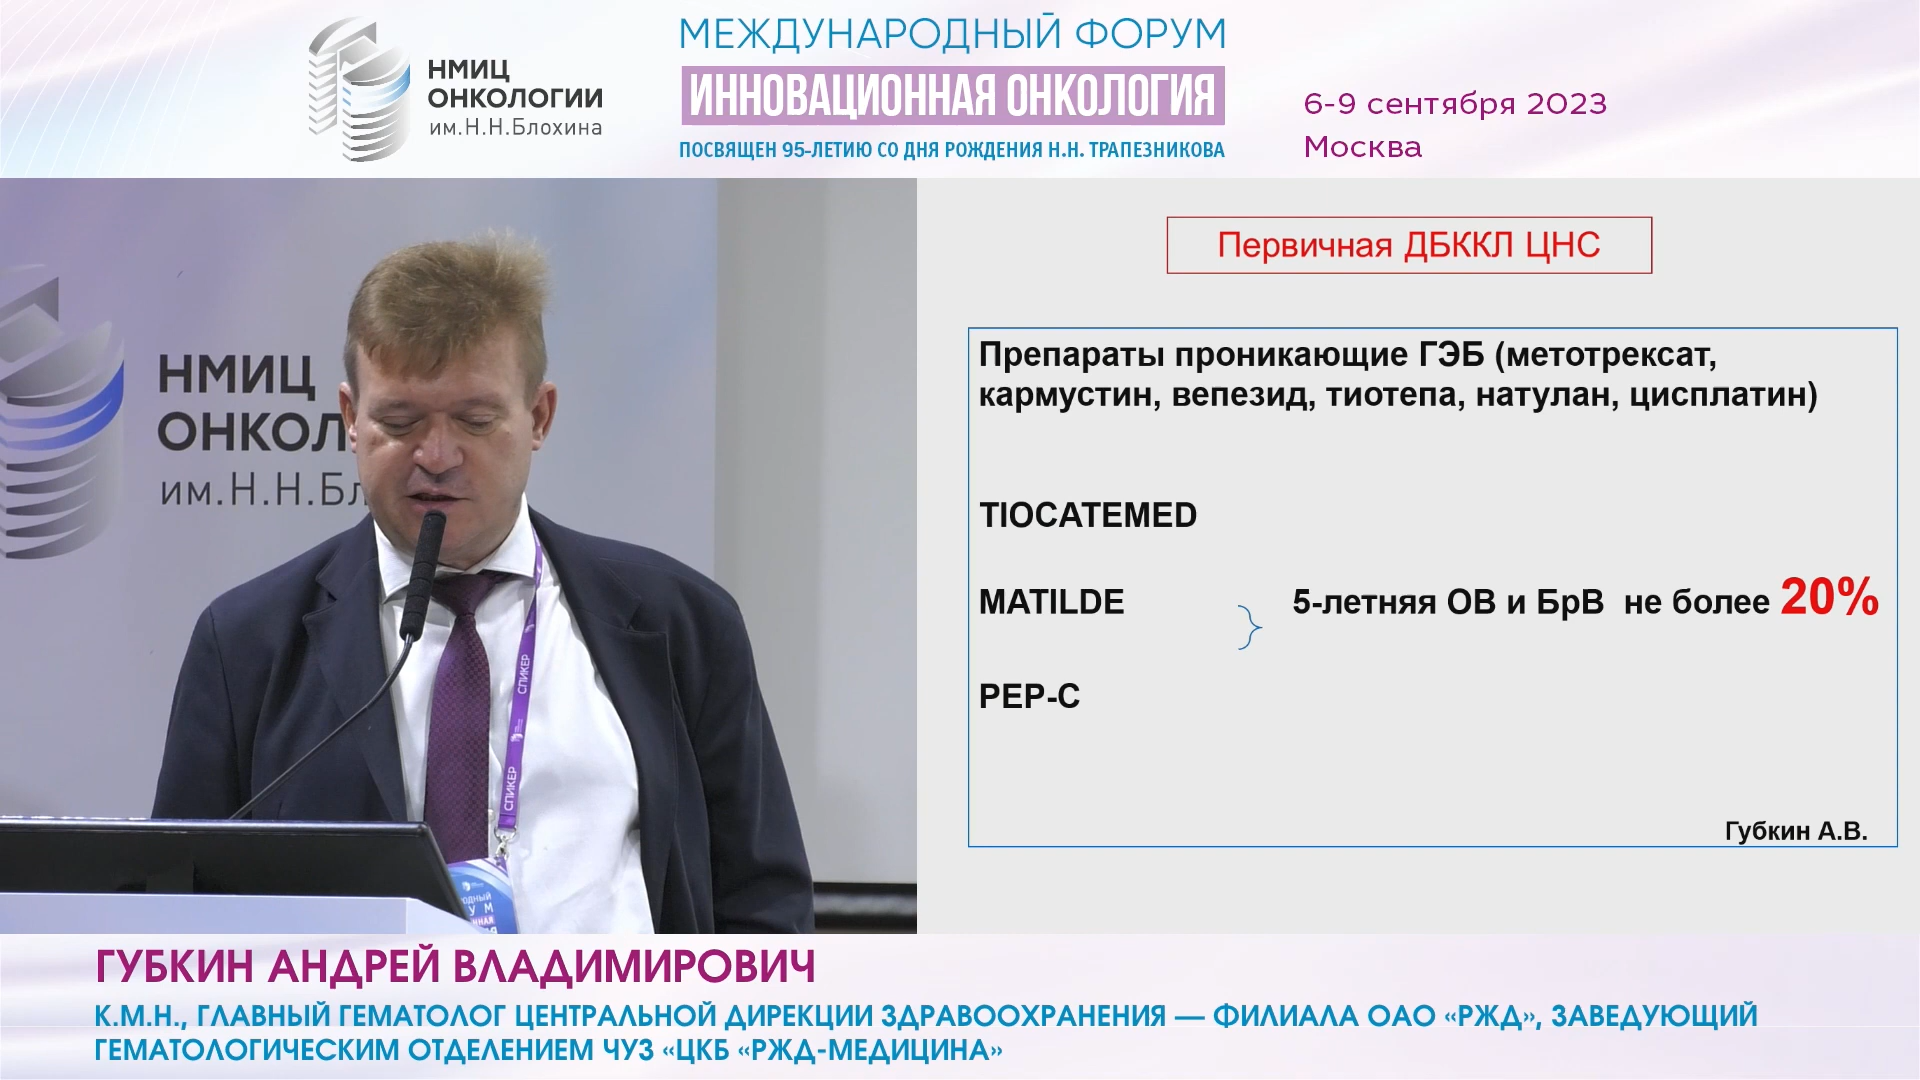 НМИЦ
ОНКОЛОГИИ
им.Н.Н.Блохина
МЕЖДУНАРОДНЫЙ ФОРУМ
ИННОВАЦИОННАЯ ОНКОЛОГИЯ
ПОСВЯЩЕН 95-ЛЕТИЮ СО ДНЯ РОЖДЕНИЯ Н.Н. ТРАПЕЗНИКОВА
6-9 сентября 2023
Москва
НМИЦ
ОНКОЛ
им.Н.Н.Бл
СПИКЕР
СПИКЕР
Первичная ДБККЛ ЦНС
Препараты проникающие ГЭБ (метотрексат,
кармустин, вепезид, тиотепа, натулан, цисплатин)
TIOCATEMED
MATILDE 5-летняя ОВ и БрВ не более 20%
PEP-C
Губкин А.В.
ГУБКИН АНДРЕЙ ВЛАДИМИРОВИЧ
К.М.Н., ГЛАВНЫЙ ГЕМАТОЛОГ ЦЕНТРАЛЬНОЙ ДИРЕКЦИИ ЗДРАВООХРАНЕНИЯ — ФИЛИАЛА ОАО «РЖД», ЗАВЕДУЮЩИЙ
ГЕМАТОЛОГИЧЕСКИМ ОТДЕЛЕНИЕМ ЧУЗ «ЦКБ «РЖД-МЕДИЦИНА»